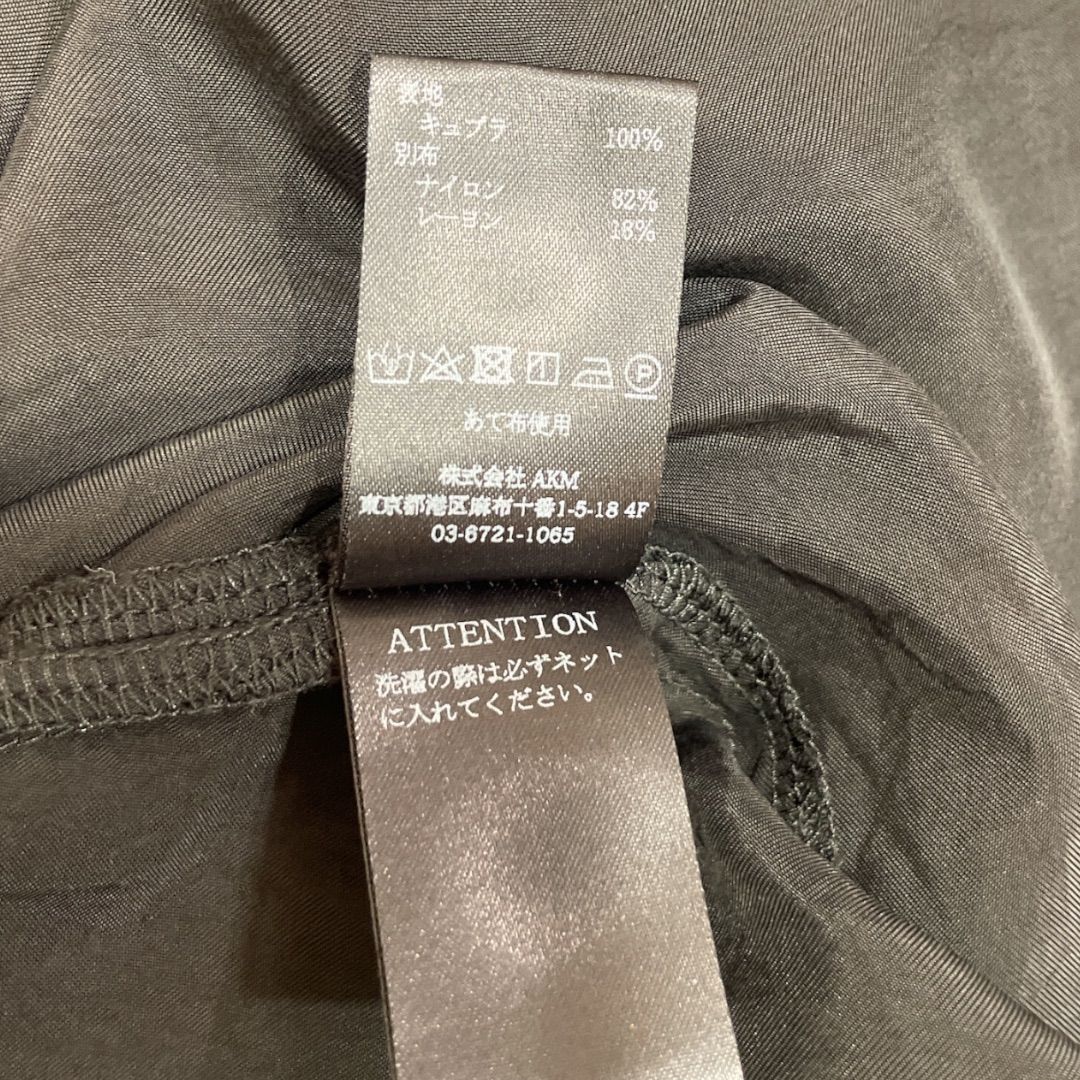 表地
キュプラ 100%
別布
ナイロン 82%
レーヨン 18%
あて布使用
株式会社 AKM
東京都港区麻布十番1-5-18 4F
03-6721-1065
ATTENTION
洗濯の際は必ずネット
に入れてください。